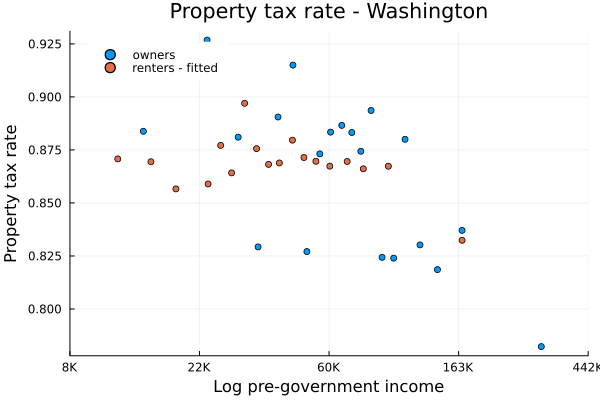 Property tax rate - Washington
owners
renters - fitted
Property tax rate
0.925
0.900
0.875
0.850
0.825
0.800
8K
22K
60K
163K
442K
Log pre-government income